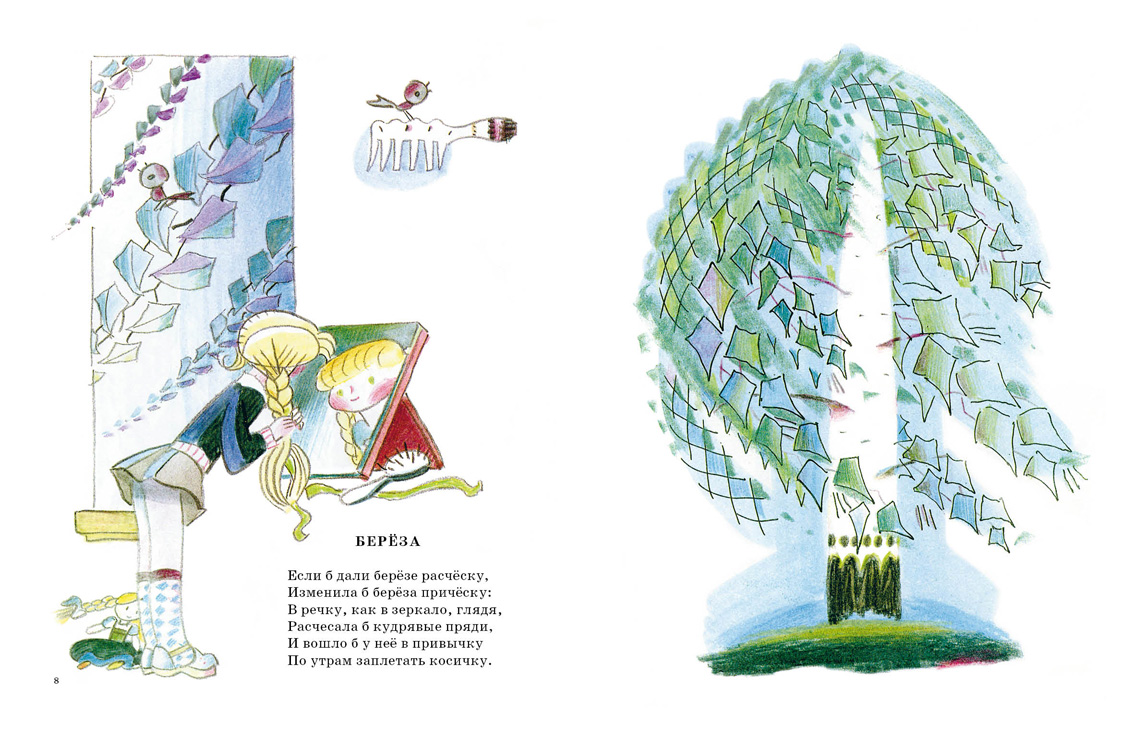 БЕРЁЗА
Если б дали берёзе расчёску,
Изменила б берёза причёску:
В речку, как в зеркало, глядя,
Расчесала б кудрявые пряди,
И вошло б у неё в привычку
По утрам заплетать косичку.
8